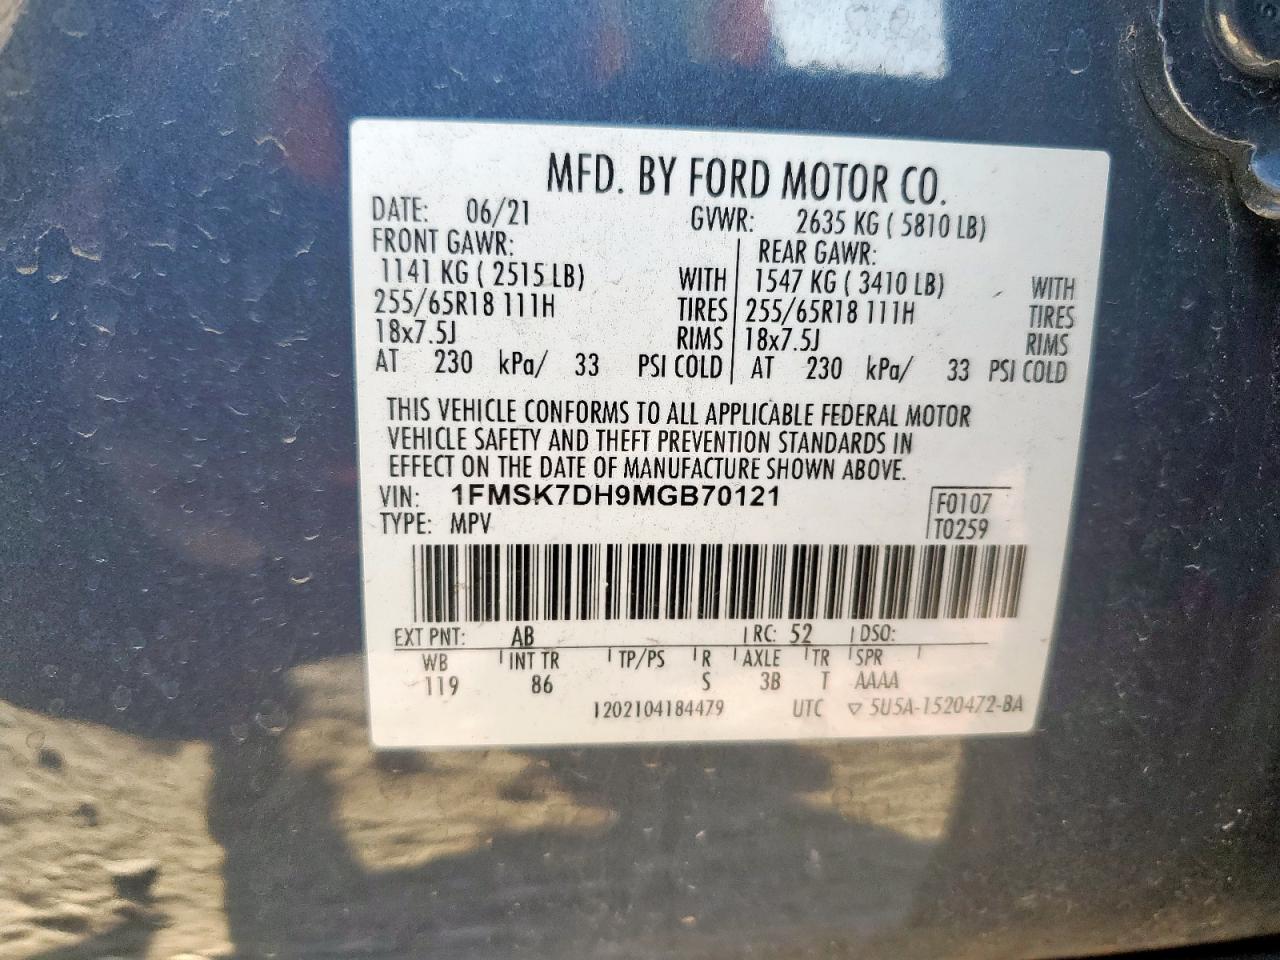 MFD. BY FORD MOTOR CO.
DATE: 06/21 GVWR: 2635 KG ( 5810 LB)
FRONT GAWR: REAR GAWR:
1141 KG ( 2515 LB) WITH 1547 KG ( 3410 LB) WITH
255/65R18 111H TIRES 255/65R18 111H TIRES
18x7.5J RIMS 18x7.5J RIMS
AT 230 kPa/ 33 PSI COLD AT 230 kPa/ 33 PSI COLD
THIS VEHICLE CONFORMS TO ALL APPLICABLE FEDERAL MOTOR
VEHICLE SAFETY AND THEFT PREVENTION STANDARDS IN
EFFECT ON THE DATE OF MANUFACTURE SHOWN ABOVE.
VIN: 1FMSK7DH9MGB70121 F0107
TYPE: MPV T0259
EXT PNT: AB RC: 52 DSO:
WB INT TR TP/PS R AXLE TR SPR
119 86 S 3B T AAAA
1202104184479 UTC ▽ 5U5A-1520472-BA